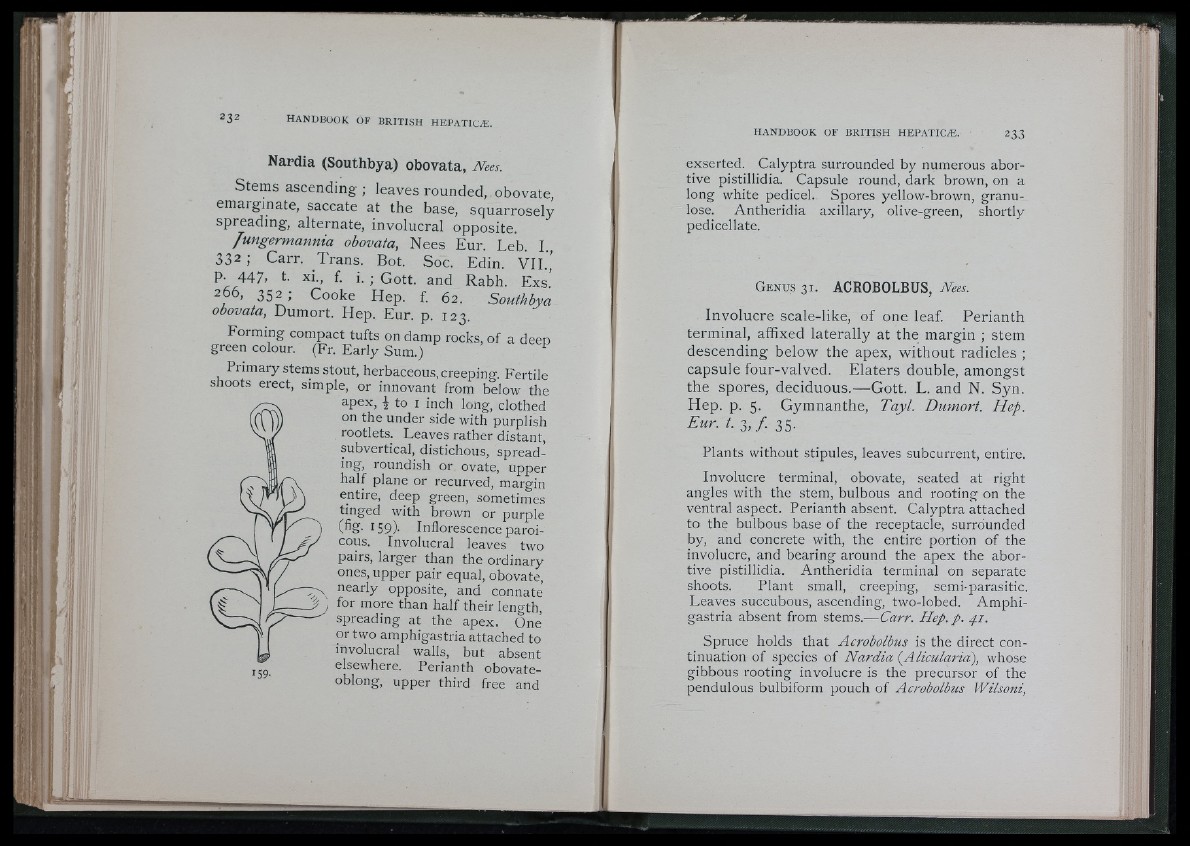 232 HANDBOOK OF BRITISH HEPATICÆ.
Nardia (Southbya) obovata, Nees.
Stems ascending ; leaves rounded, obovate,
emarginate, saccate at the base, squarrosely
spreading, alternate, involucral opposite.
Jungermannia obovata, Nees Eur. Leb. I.,
332 ; Carr. Trans. Bot. Soc. Edin. VII.,
p. 447, t. xi., f. i. ; Gott. and Rabh. Exs.
266, 352 ; Cooke Hep. f. 62. Southbya
obovata, Dumort. Hep. Eur. p. 123.
Forming compact tufts on damp rocks, of a deep
green colour. (Fr. Early Sum.)
Primary stems stout, herbaceous, creeping. Fertile
shoots erect, simple, or innovant from below the
apex, ½ to 1 inch long, clothed
on the under side with purplish
rootlets. Leaves rather distant,
subvertical, distichous, spread-
ing, roundish or ovate, upper
half plane or recurved, margin
entire, deep green, sometimes
tinged with brown or purple
(fig. 159). Inflorescence paroi-
cous. Involucral leaves two
pairs, larger than the ordinary
ones, upper pair equal, obovate,
nearly opposite, and connate
for more than half their length,
spreading at the apex. One
or two amphigastria attached to
involucral walls, but absent
elsewhere. Perianth obovate-
oblong, upper third free and
159.
HANDBOOK OF BRITISH HEPATICÆ. 233
exserted. Calyptra surrounded by numerous abor-
tive pistillidia. Capsule round, dark brown, on a
long white pedicel. Spores yellow-brown, granu-
lose. Antheridia axillary, olive-green, shortly
pedicellate.
GENUS 31. ACROBOLBUS, Nees.
Involucre scale-like, of one leaf. Perianth
terminal, affixed laterally at the margin ; stem
descending below the apex, without radicles ;
capsule four-valved. Elaters double, amongst
the spores, deciduous.—Gott. L. and N. Syn.
Hep. p. 5. Gymnanthe, Tayl. Dumort. Hep.
Eur. t. 3, f. 35.
Plants without stipules, leaves subcurrent, entire.
Involucre terminal, obovate, seated at right
angles with the stem, bulbous and rooting on the
ventral aspect. Perianth absent. Calyptra attached
to the bulbous base of the receptacle, surrounded
by, and concrete with, the entire portion of the
involucre, and bearing around the apex the abor-
tive pistillidia. Antheridia terminal on separate
shoots. Plant small, creeping, semi-parasitic.
Leaves succubous, ascending, two-lobed. Amphi-
gastria absent from stems.—Carr. Hep. p. 41.
Spruce holds that Acrobolbus is the direct con-
tinuation of species of Nardia (Alicularia), whose
gibbous rooting involucre is the precursor of the
pendulous bulbiform pouch of Acrobolbus Wilsoni,